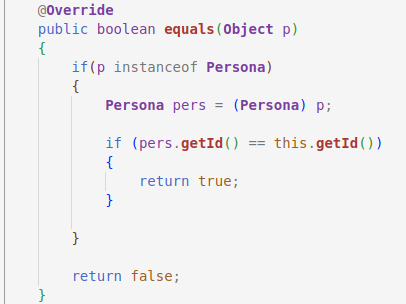 @Override
public boolean equals(Object p)
{
if(p instanceof Persona)
{
Persona pers = (Persona) p;
if (pers.getId() == this.getId())
{
return true;
}
}
return false;
}